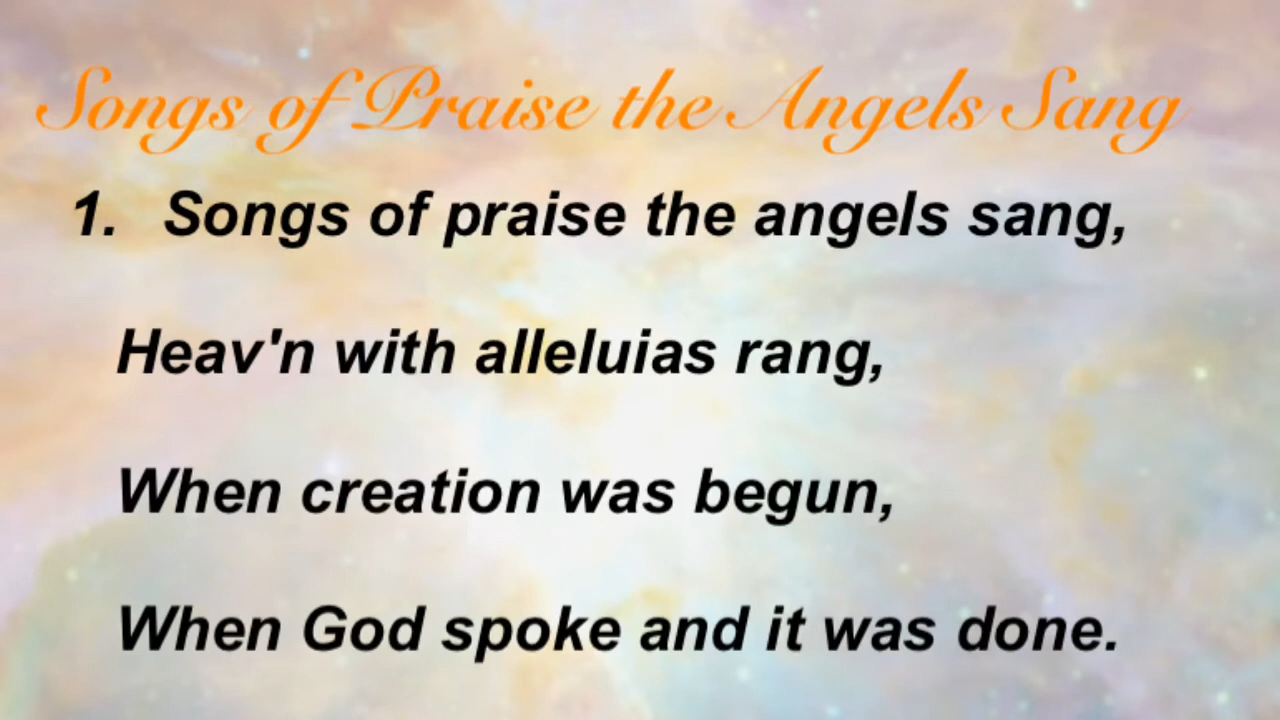 Songs of Praise the Angels Sang
1. Songs of praise the angels sang,
Heav'n with alleluias rang,
When creation was begun,
When God spoke and it was done.